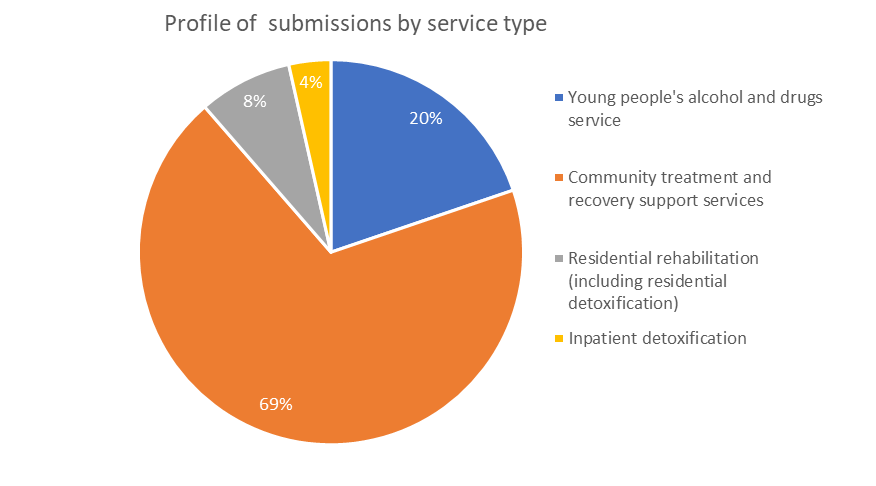 Profile of  submissions by service type
4%
8%
20%
69%
Young people's alcohol and drugs
service
Community treatment and
recovery support services
Residential rehabilitation
(including residential
detoxification)
Inpatient detoxification